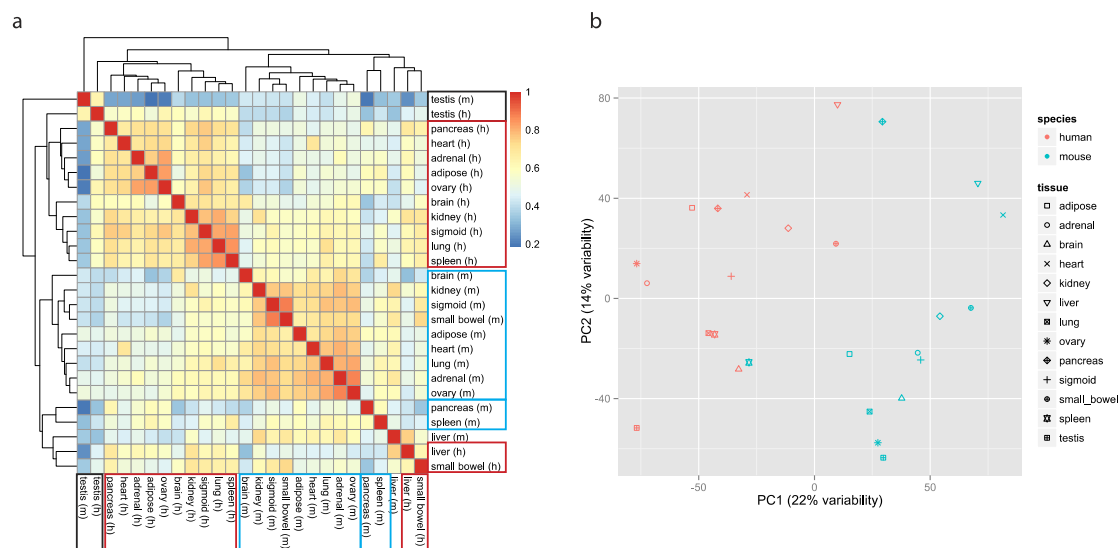 a
1
0.8
0.6
0.4
0.2
testis (m)
testis (h)
pancreas (h)
heart (h)
adrenal (h)
adipose (h)
ovary (h)
brain (h)
kidney (h)
sigmoid (h)
lung (h)
spleen (h)
brain (m)
kidney (m)
sigmoid (m)
small bowel (m)
adipose (m)
heart (m)
lung (m)
adrenal (m)
ovary (m)
pancreas (m)
spleen (m)
liver (m)
liver (h)
small bowel (h)
testis (m)
testis (h)
pancreas (h)
heart (h)
adrenal (h)
adipose (h)
ovary (h)
brain (h)
kidney (h)
sigmoid (h)
lung (h)
spleen (h)
brain (m)
kidney (m)
sigmoid (m)
small bowel (m)
adipose (m)
heart (m)
lung (m)
adrenal (m)
ovary (m)
pancreas (m)
spleen (m)
liver (m)
liver (h)
small bowel (h)
b
80
40
0
-40
PC2 (14% variability)
-50
0
50
PC1 (22% variability)
species
human
mouse
tissue
adipose
adrenal
brain
heart
kidney
liver
lung
ovary
pancreas
sigmoid
small_bowel
spleen
testis